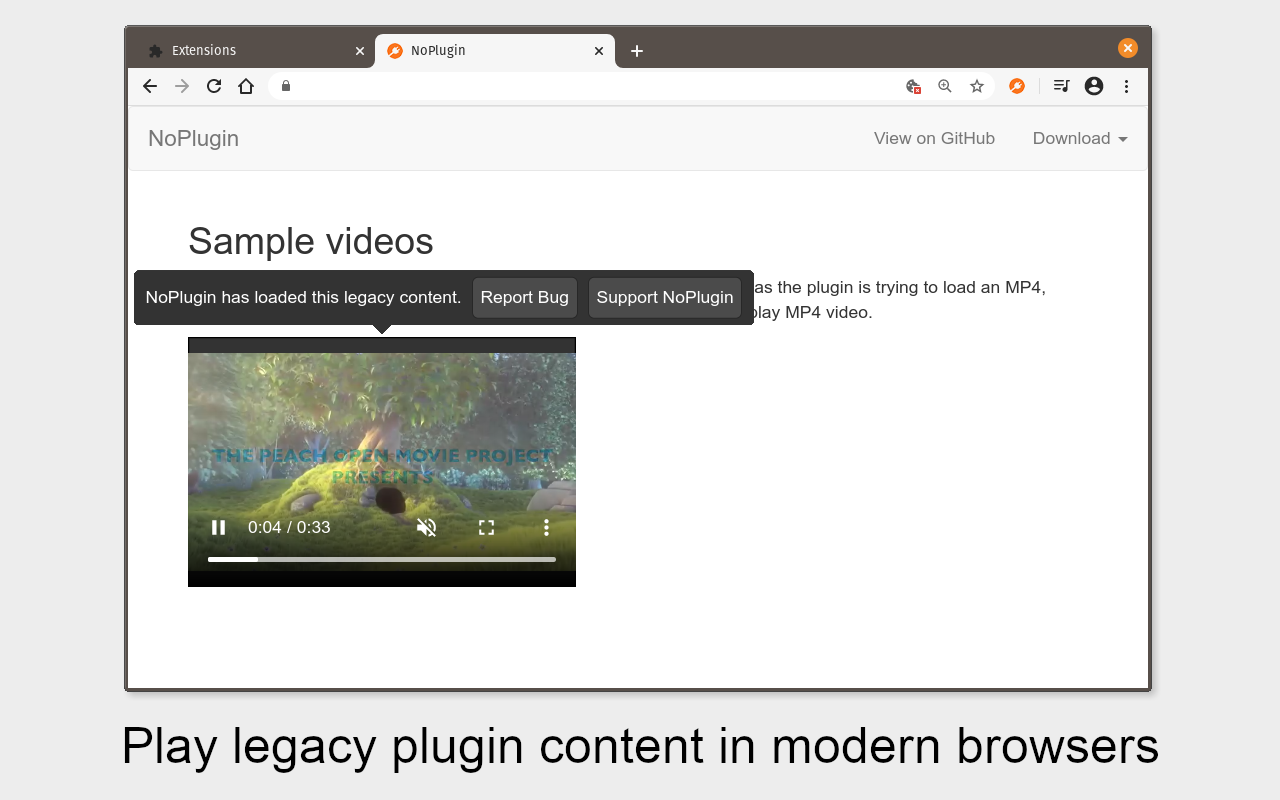 Extensions
NoPlugin
NoPlugin
View on GitHub
Download
Sample videos
NoPlugin has loaded this legacy content.
Report Bug
Support NoPlugin
as the plugin is trying to load an MP4,
play MP4 video.
THE PEACH OPEN MOVIE PROJECT
PRESENTS
0:04 / 0:33
Play legacy plugin content in modern browsers